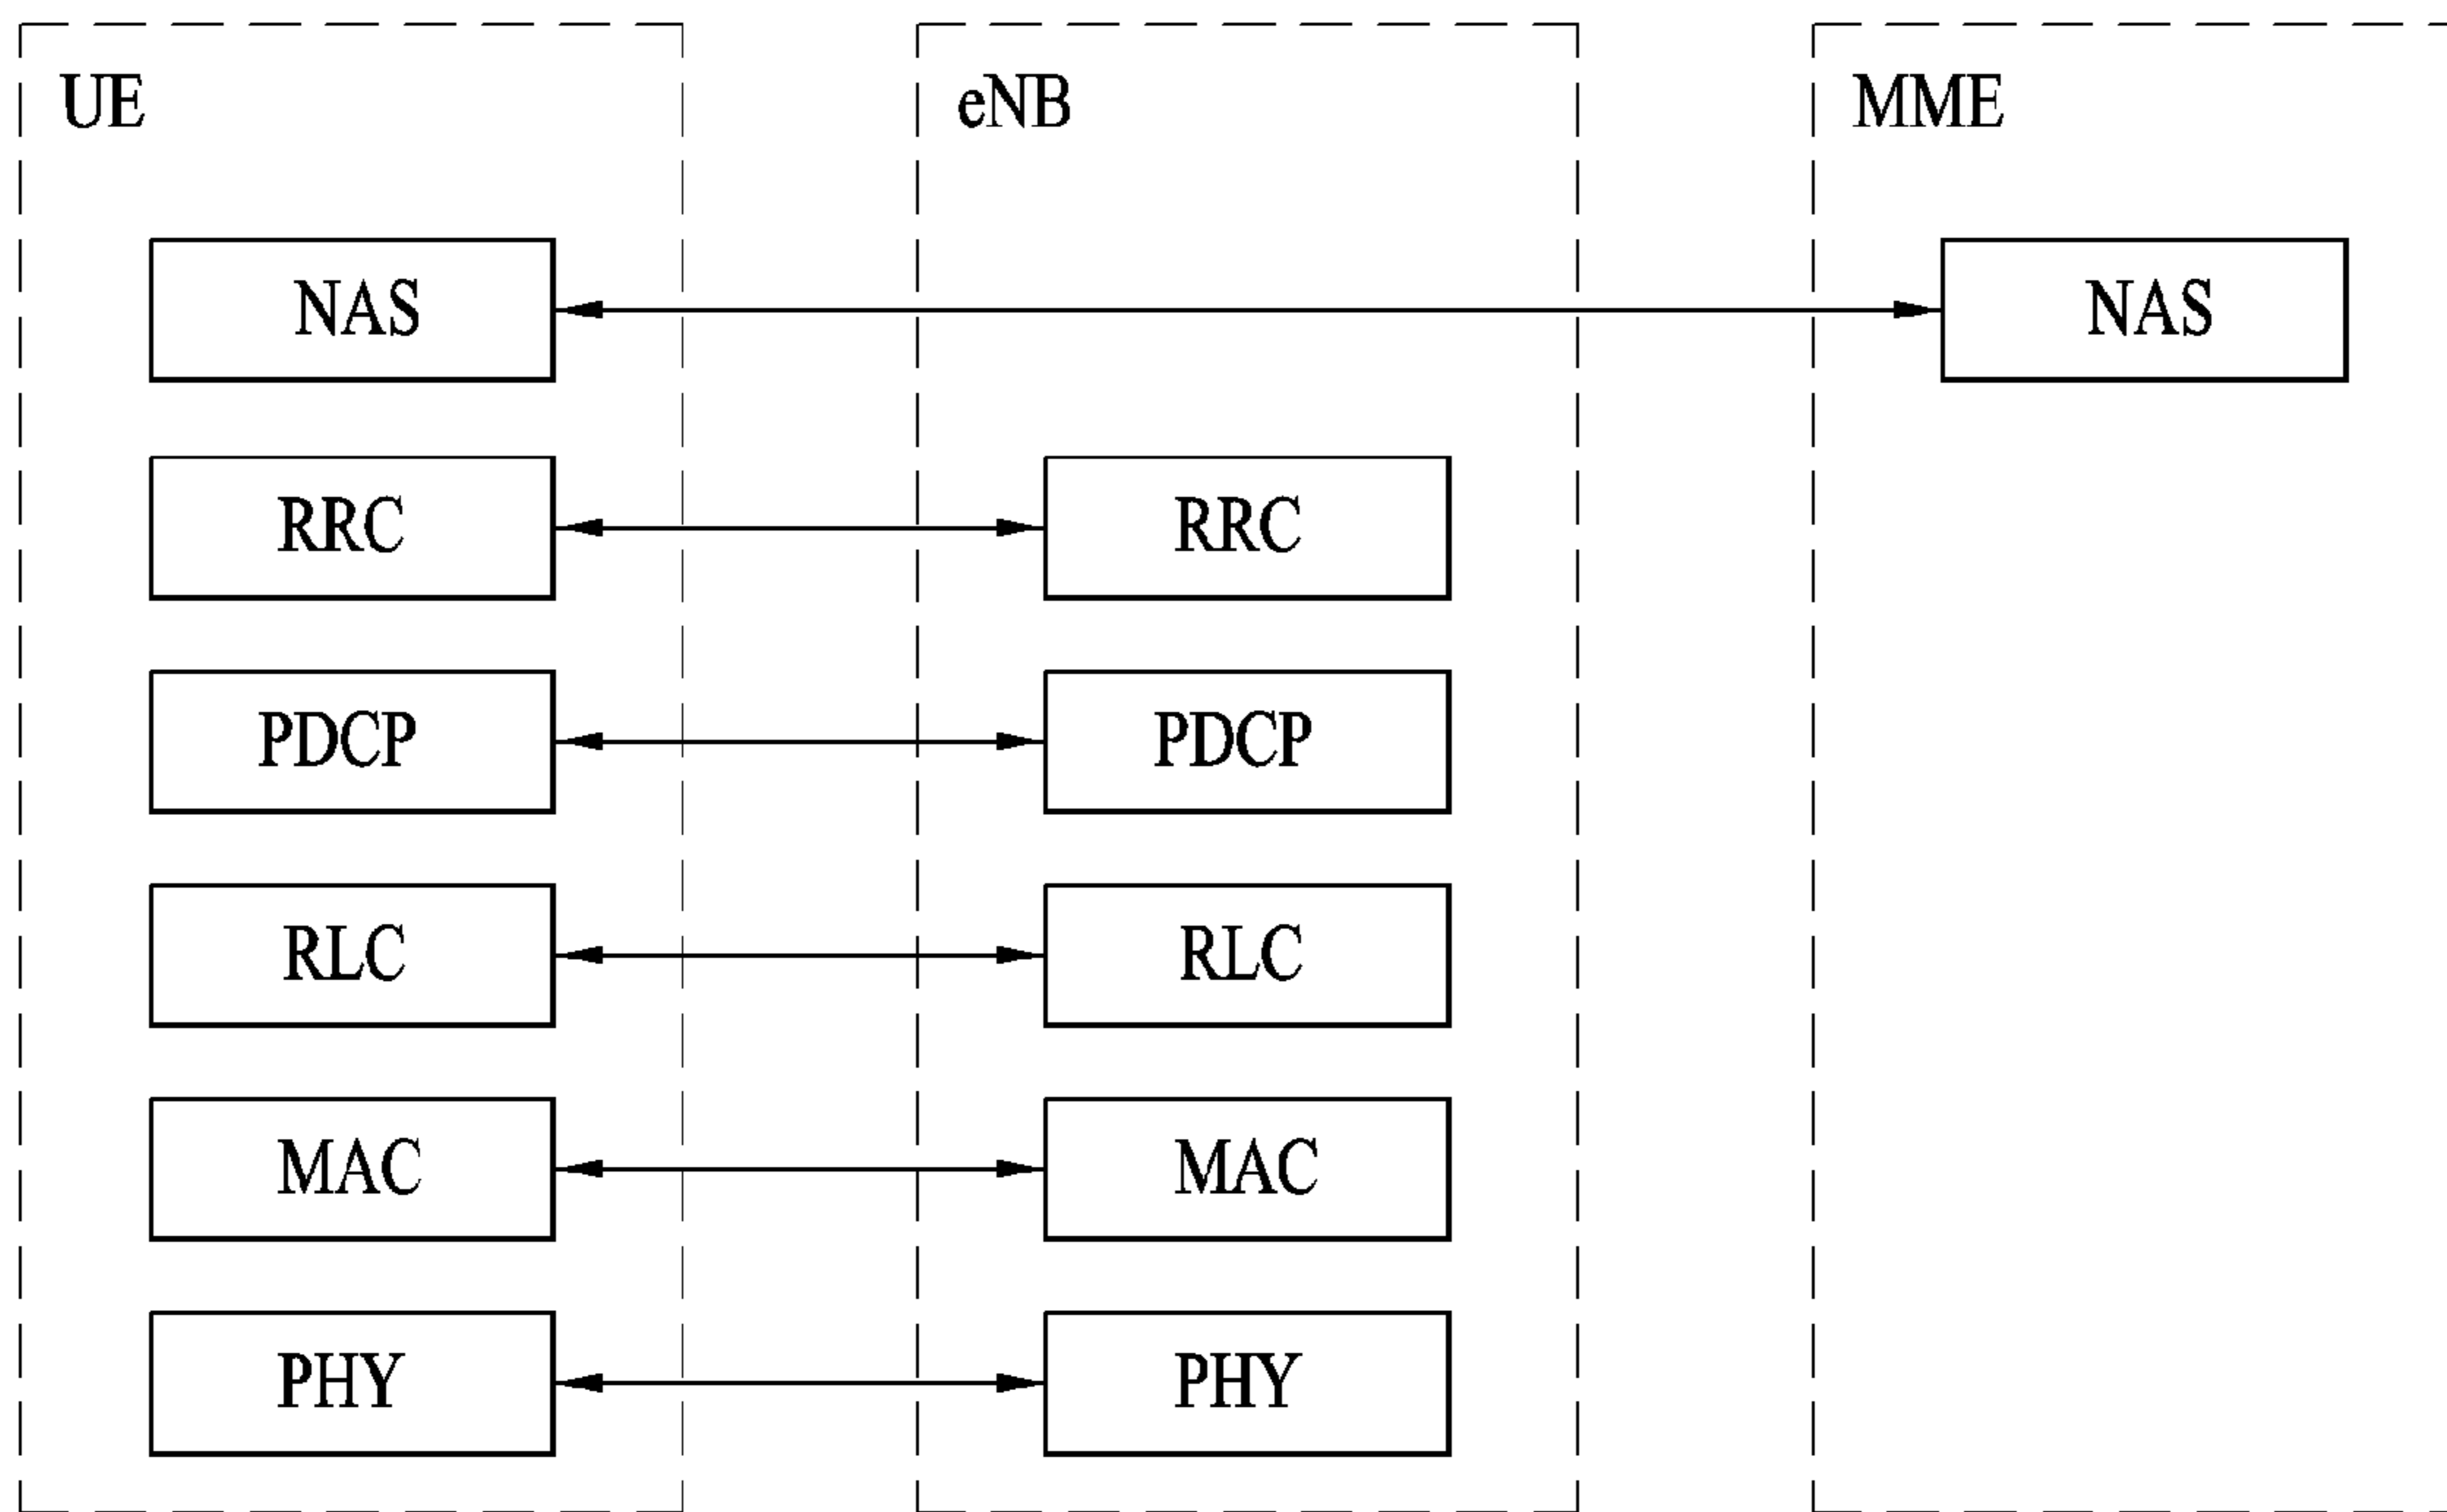 UE eNB MME
NAS NAS
RRC RRC
PDCP PDCP
RLC RLC
MAC MAC
PHY PHY